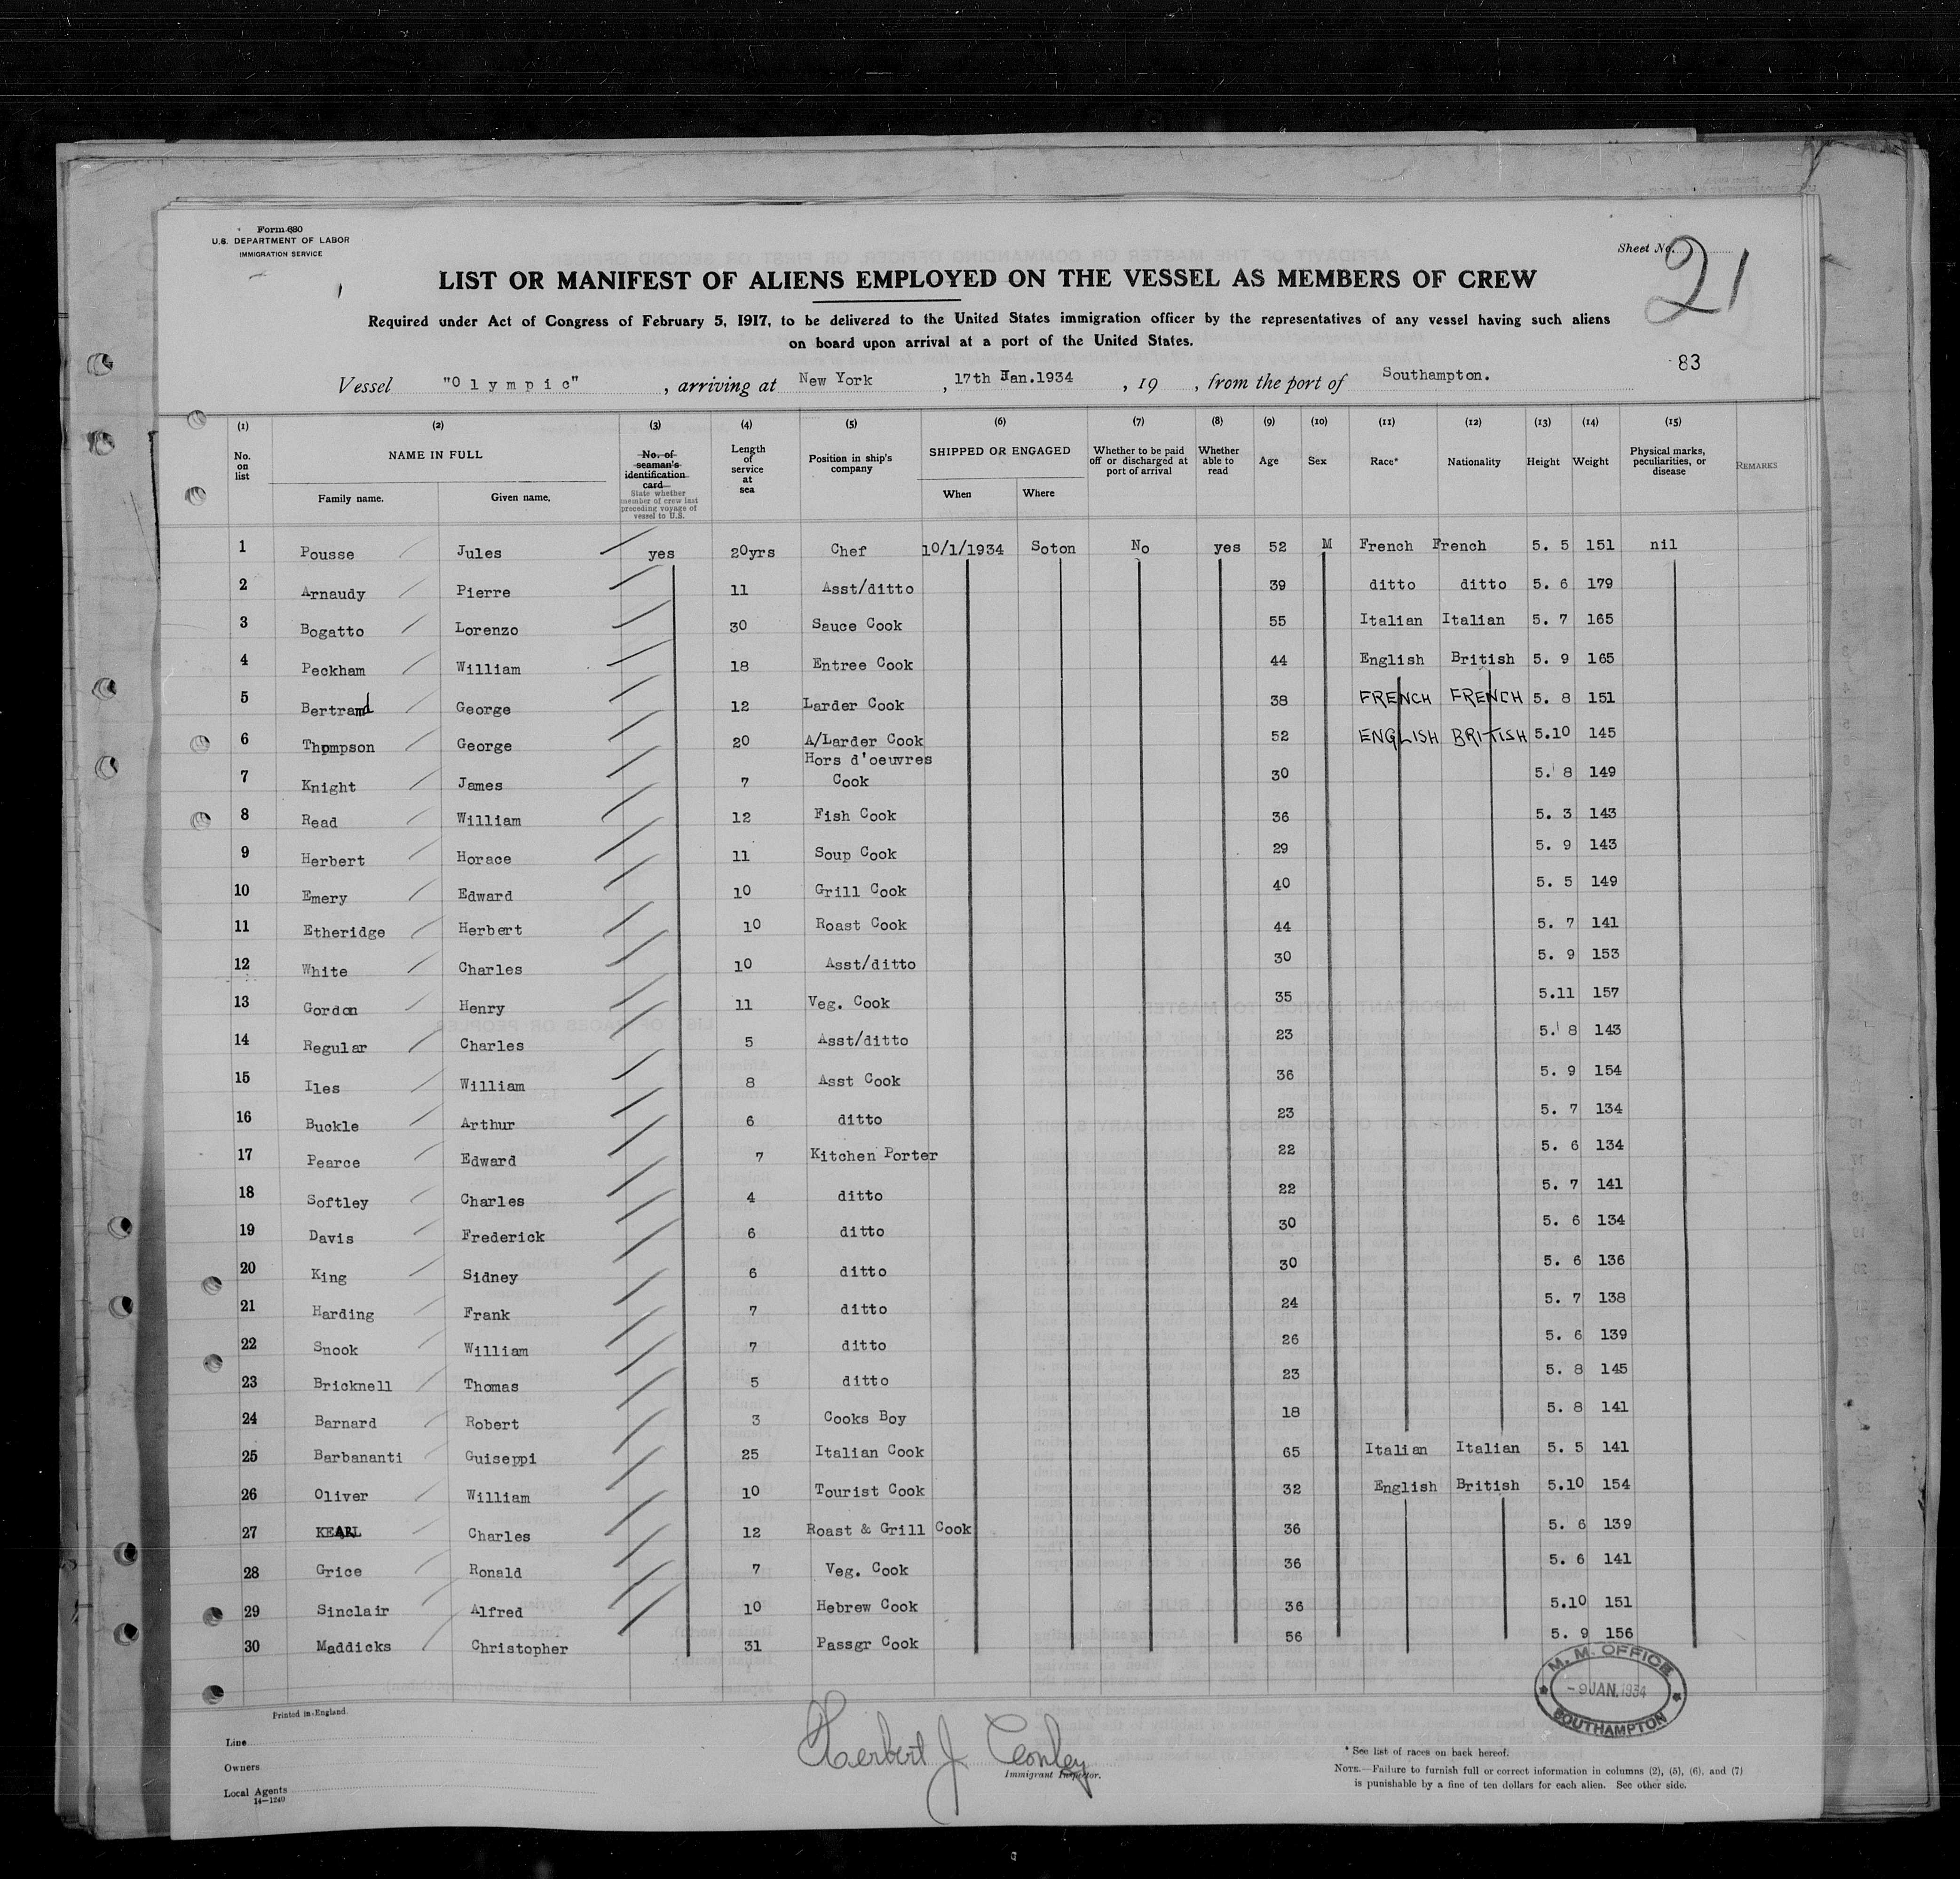 Form 680
U.S. DEPARTMENT OF LABOR
IMMIGRATION SERVICE
Sheet No. 21
LIST OR MANIFEST OF ALIENS EMPLOYED ON THE VESSEL AS MEMBERS OF CREW
Required under Act of Congress of February 5, 1917, to be delivered to the United States immigration officer by the representatives of any vessel having such aliens
on board upon arrival at a port of the United States.
83
Vessel "Olympic", arriving at New York, 17th Jan.1934, 19 , from the port of Southampton.
(1) (2) (3) (4) (5) (6) (7) (8) (9) (10) (11) (12) (13) (14) (15)
No. on list NAME IN FULL Family name. Given name. No. of seaman's identification card State whether member of crew last preceding voyage of vessel to U.S. Length of service at sea Position in ship's company SHIPPED OR ENGAGED When Where Whether to be paid off or discharged at port of arrival Whether able to read Age Sex Race* Nationality Height Weight Physical marks, peculiarities, or disease REMARKS
1 Pousse Jules yes 20yrs Chef 10/1/1934 Soton No yes 52 M French French 5. 5 151 nil
2 Arnaudy Pierre 11 Asst/ditto 39 ditto ditto 5. 6 179
3 Bogatto Lorenzo 30 Sauce Cook 55 Italian Italian 5. 7 165
4 Peckham William 18 Entree Cook 44 English British 5. 9 165
5 Bertrand George 12 Larder Cook 38 FRENCH FRENCH 5. 8 151
6 Thompson George 20 A/Larder Cook 52 ENGLISH BRITISH 5.10 145
7 Knight James 7 Hors d'oeuvres Cook 30 5. 8 149
8 Read William 12 Fish Cook 36 5. 3 143
9 Herbert Horace 11 Soup Cook 29 5. 9 143
10 Emery Edward 10 Grill Cook 40 5. 5 149
11 Etheridge Herbert 10 Roast Cook 44 5. 7 141
12 White Charles 10 Asst/ditto 30 5. 9 153
13 Gordon Henry 11 Veg. Cook 35 5.11 157
14 Regular Charles 5 Asst/ditto 23 5. 8 143
15 Iles William 8 Asst Cook 36 5. 9 154
16 Buckle Arthur 6 ditto 23 5. 7 134
17 Pearce Edward 7 Kitchen Porter 22 5. 6 134
18 Softley Charles 4 ditto 22 5. 7 141
19 Davis Frederick 6 ditto 30 5. 6 134
20 King Sidney 6 ditto 30 5. 6 136
21 Harding Frank 7 ditto 24 5. 7 138
22 Snook William 7 ditto 26 5. 6 139
23 Bricknell Thomas 5 ditto 23 5. 8 145
24 Barnard Robert 3 Cooks Boy 18 5. 8 141
25 Barbananti Guiseppi 25 Italian Cook 65 Italian Italian 5. 5 141
26 Oliver William 10 Tourist Cook 32 English British 5.10 154
27 KEARL Charles 12 Roast & Grill Cook 36 5. 6 139
28 Grice Ronald 7 Veg. Cook 36 5. 6 141
29 Sinclair Alfred 10 Hebrew Cook 36 5.10 151
30 Maddicks Christopher 31 Passgr Cook 56 5. 9 156
M. M. OFFICE
-9 JAN. 1934
SOUTHAMPTON
Printed in England.
Line
Owners
Local Agents
14-1240
Herbert J Conley
Immigrant Inspector.
* See list of races on back hereof.
NOTE.—Failure to furnish full or correct information in columns (2), (5), (6), and (7)
is punishable by a fine of ten dollars for each alien. See other side.